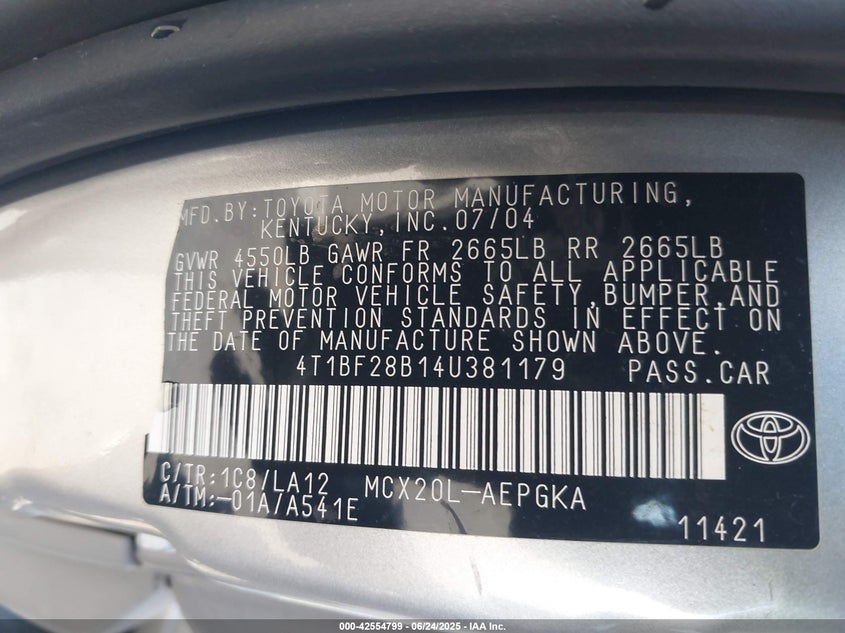 MFD.BY:TOYOTA MOTOR MANUFACTURING,
KENTUCKY,INC.07/04
GVWR 4550LB GAWR FR 2665LB RR 2665LB
THIS VEHICLE CONFORMS TO ALL APPLICABLE
FEDERAL MOTOR VEHICLE SAFETY,BUMPER,AND
THEFT PREVENTION STANDARDS IN EFFECT ON
THE DATE OF MANUFACTURE SHOWN ABOVE.
4T1BF28B14U381179 PASS.CAR
C/TR:1C8/LA12 MCX20L-AEPGKA
A/TM:-01A/A541E
11421
000-42554799 - 06/24/2025 - IAA Inc.